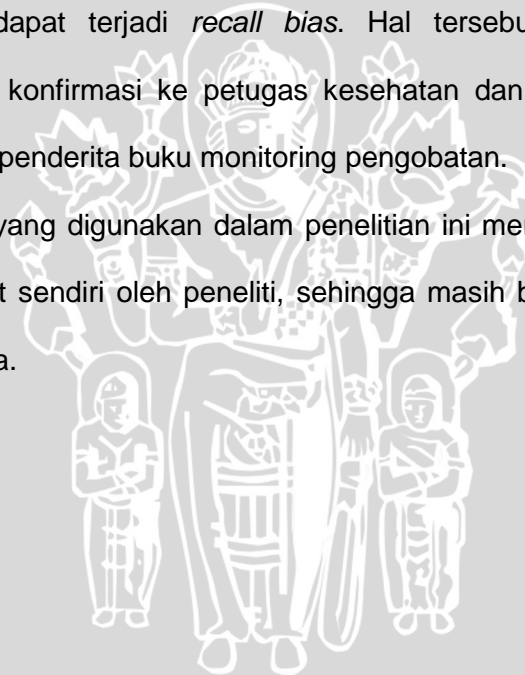 dapat terjadi recall bias. Hal tersebu
konfirmasi ke petugas kesehatan dan
penderita buku monitoring pengobatan.
yang digunakan dalam penelitian ini mer
t sendiri oleh peneliti, sehingga masih b
a.